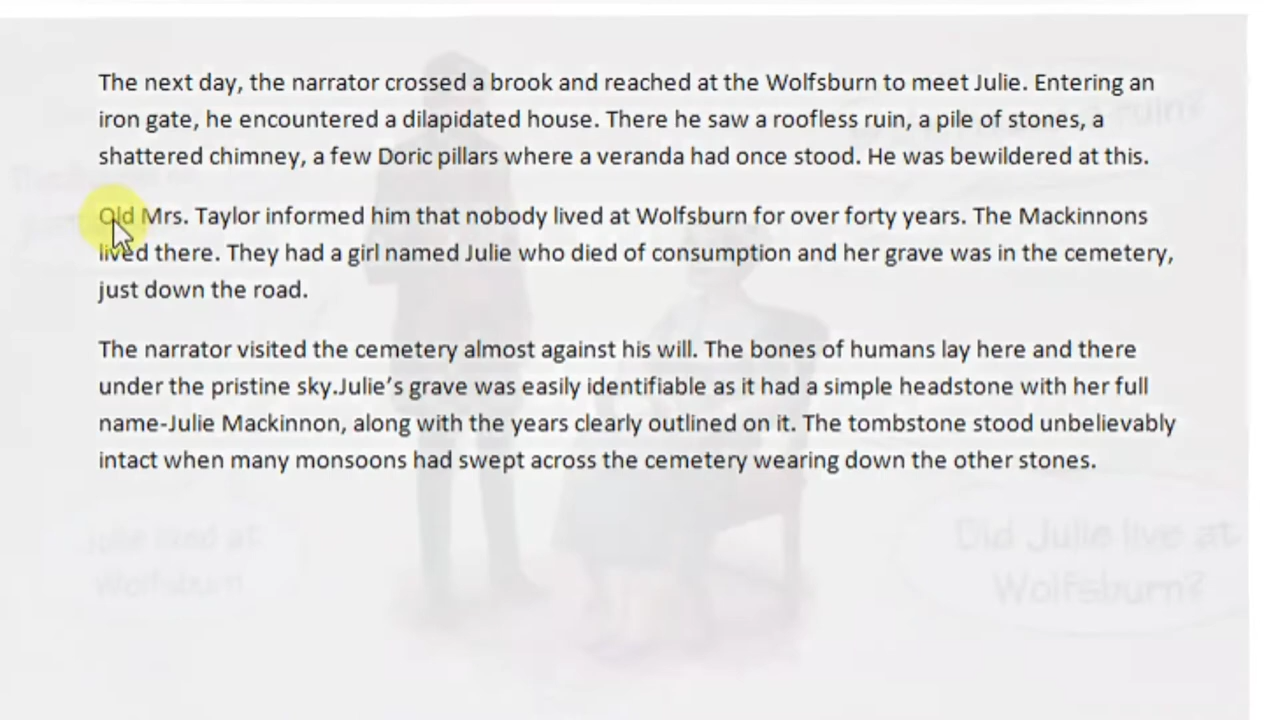 The next day, the narrator crossed a brook and reached at the Wolfsburn to meet Julie. Entering an
iron gate, he encountered a dilapidated house. There he saw a roofless ruin, a pile of stones, a
shattered chimney, a few Doric pillars where a veranda had once stood. He was bewildered at this.
Old Mrs. Taylor informed him that nobody lived at Wolfsburn for over forty years. The Mackinnons
lived there. They had a girl named Julie who died of consumption and her grave was in the cemetery,
just down the road.
The narrator visited the cemetery almost against his will. The bones of humans lay here and there
under the pristine sky.Julie’s grave was easily identifiable as it had a simple headstone with her full
name-Julie Mackinnon, along with the years clearly outlined on it. The tombstone stood unbelievably
intact when many monsoons had swept across the cemetery wearing down the other stones.
Julie lived at
Wolfsburn
Did Julie live at
Wolfsburn?